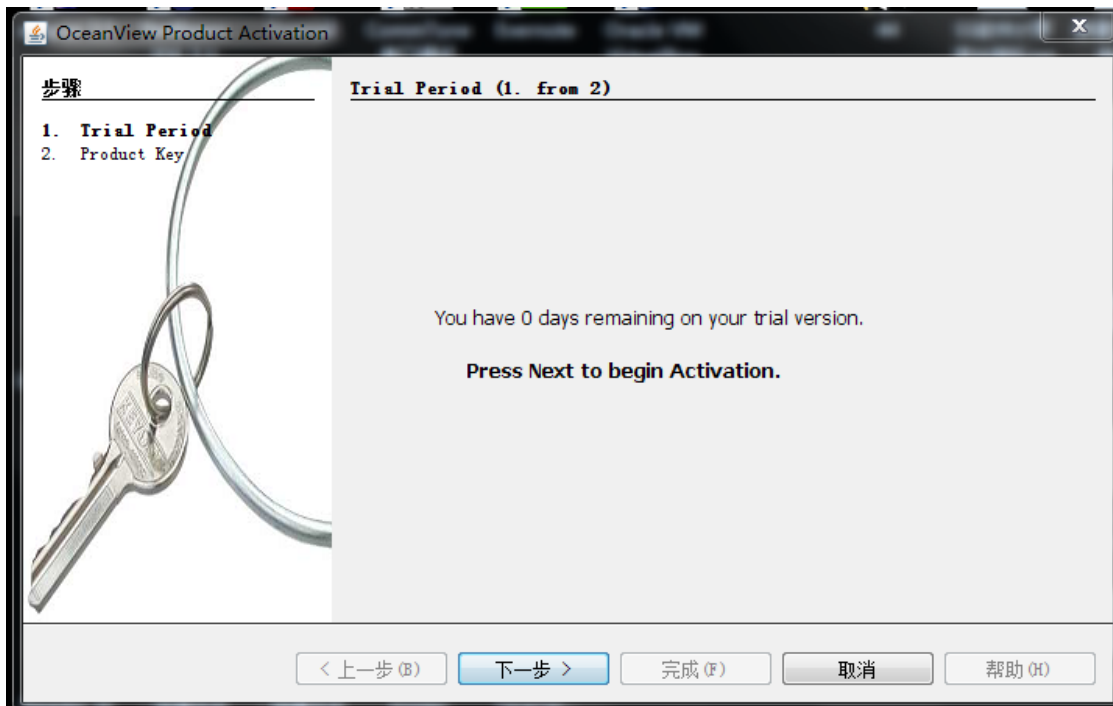 OceanView Product Activation
步骤
1. Trial Period
2. Product Key
Trial Period (1. from 2)
You have 0 days remaining on your trial version.
Press Next to begin Activation.
< 上一步(B)
下一步 >
完成(F)
取消
帮助(H)